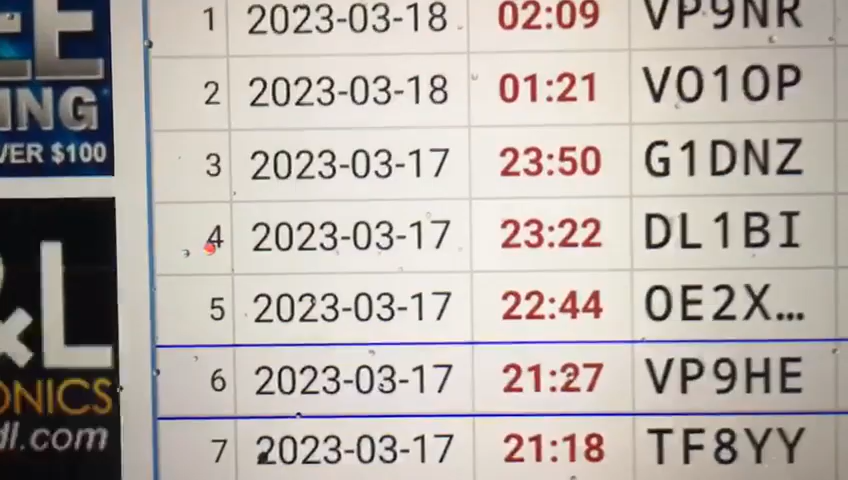 1 2023-03-18 02:09 VP9NR
2 2023-03-18 01:21 VO1OP
3 2023-03-17 23:50 G1DNZ
4 2023-03-17 23:22 DL1BI
5 2023-03-17 22:44 OE2X...
6 2023-03-17 21:27 VP9HE
7 2023-03-17 21:18 TF8YY
ING
VER $100
L
ONICS
dl.com